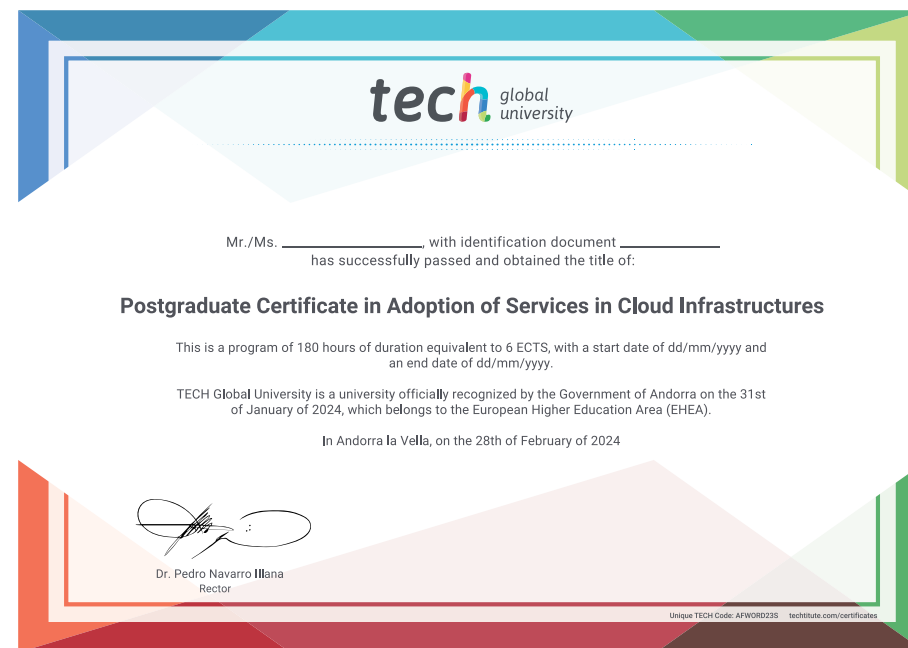 tech global university
Mr./Ms. ____________, with identification document ____________
has successfully passed and obtained the title of:
Postgraduate Certificate in Adoption of Services in Cloud Infrastructures
This is a program of 180 hours of duration equivalent to 6 ECTS, with a start date of dd/mm/yyyy and
an end date of dd/mm/yyyy.
TECH Global University is a university officially recognized by the Government of Andorra on the 31st
of January of 2024, which belongs to the European Higher Education Area (EHEA).
In Andorra la Vella, on the 28th of February of 2024
Dr. Pedro Navarro Illana
Rector
Unique TECH Code: AFWORD23S techtitute.com/certificates